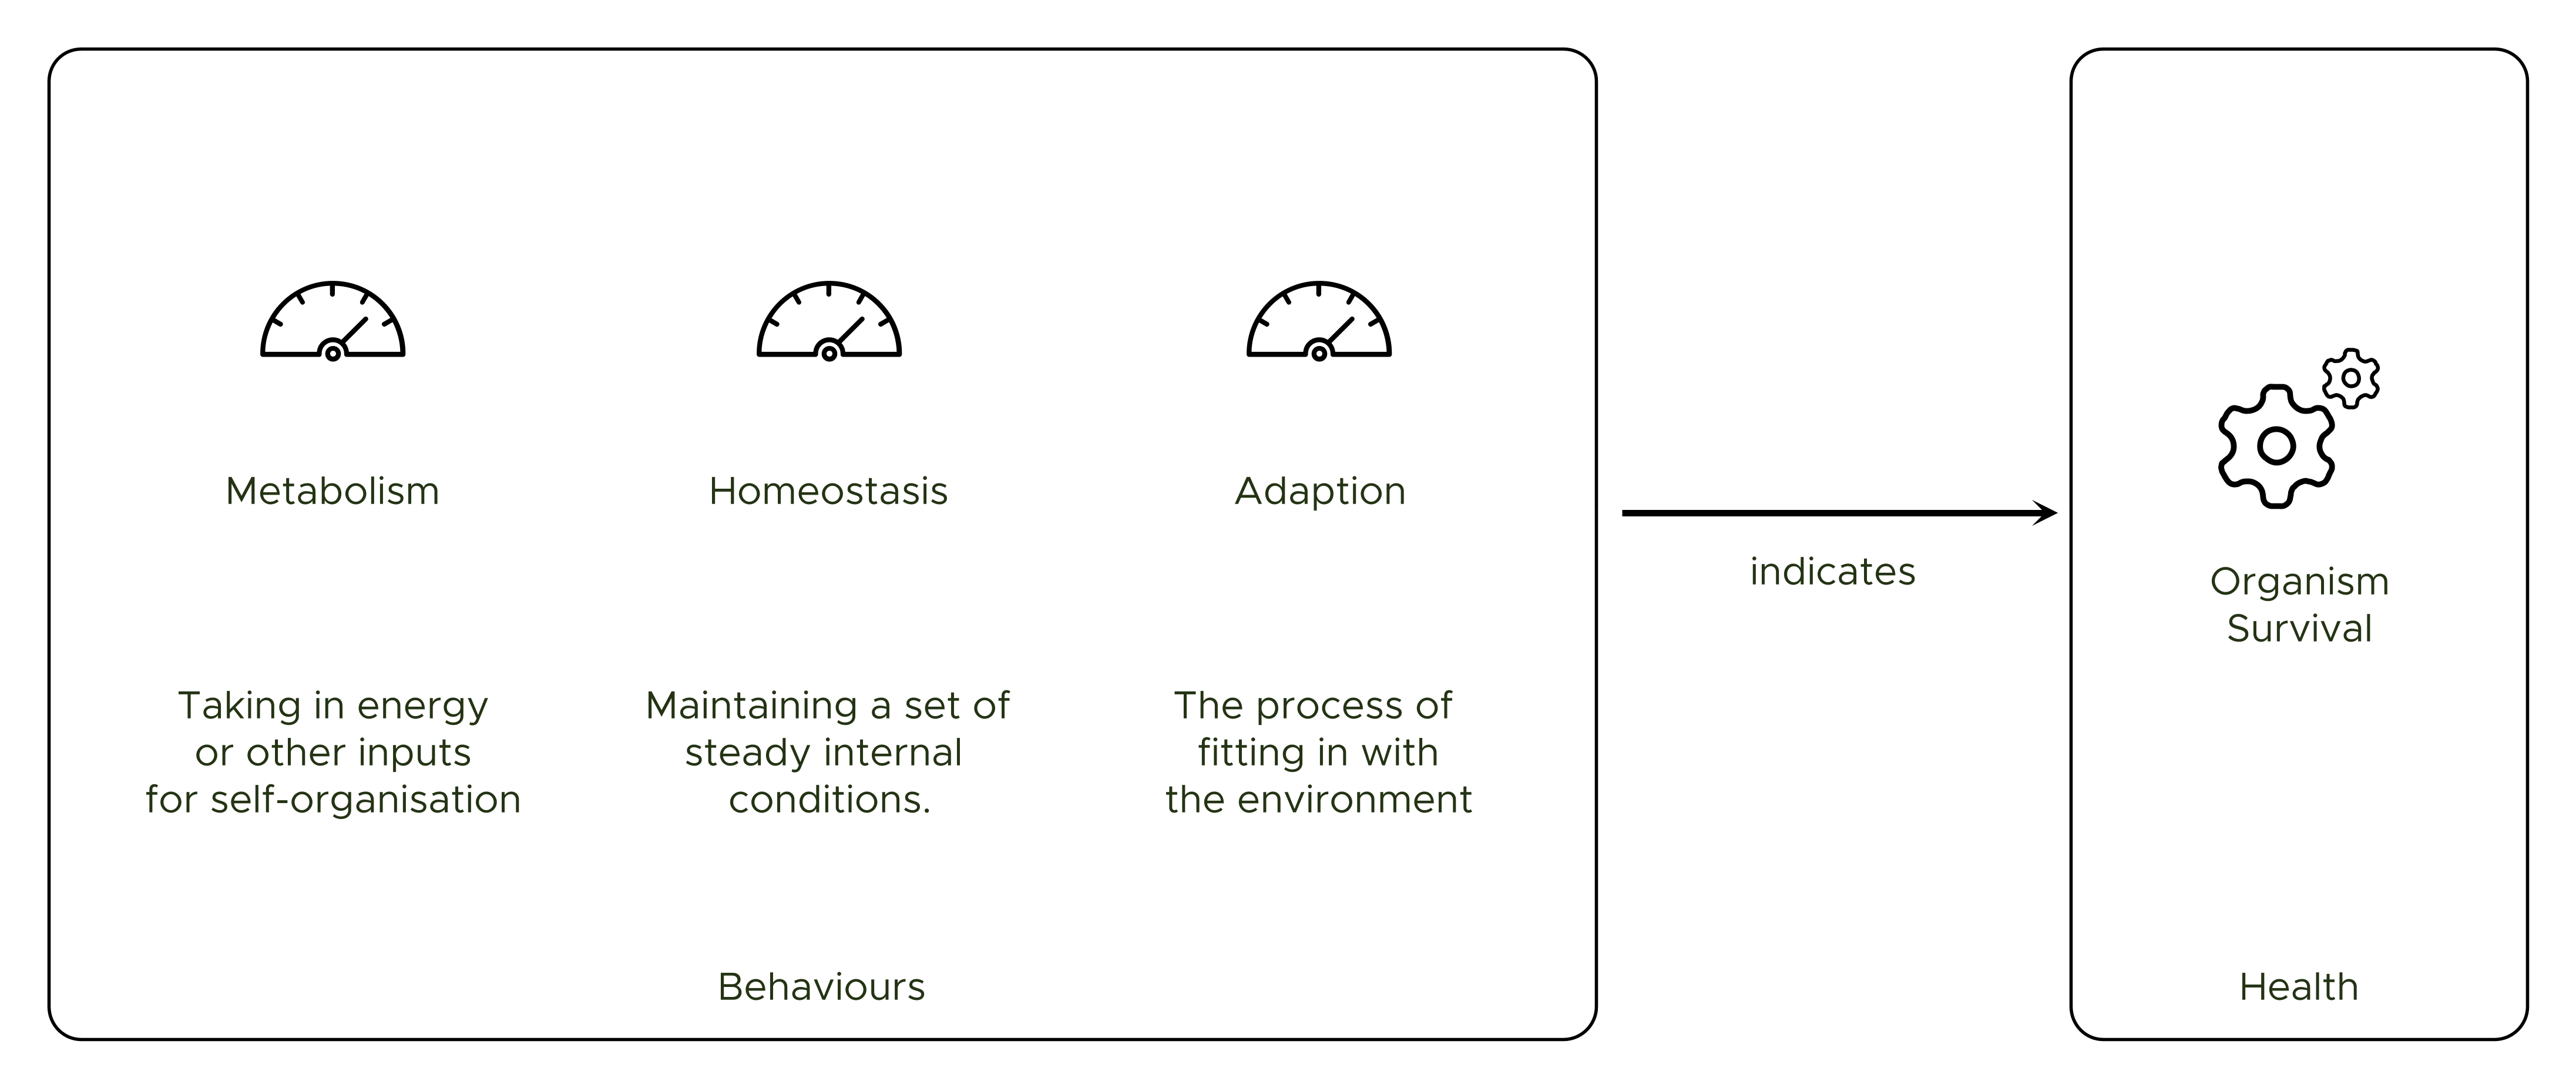 Metabolism
Homeostasis
Adaption
Taking in energy
or other inputs
for self-organisation
Maintaining a set of
steady internal
conditions.
The process of
fitting in with
the environment
Behaviours
indicates
Organism
Survival
Health